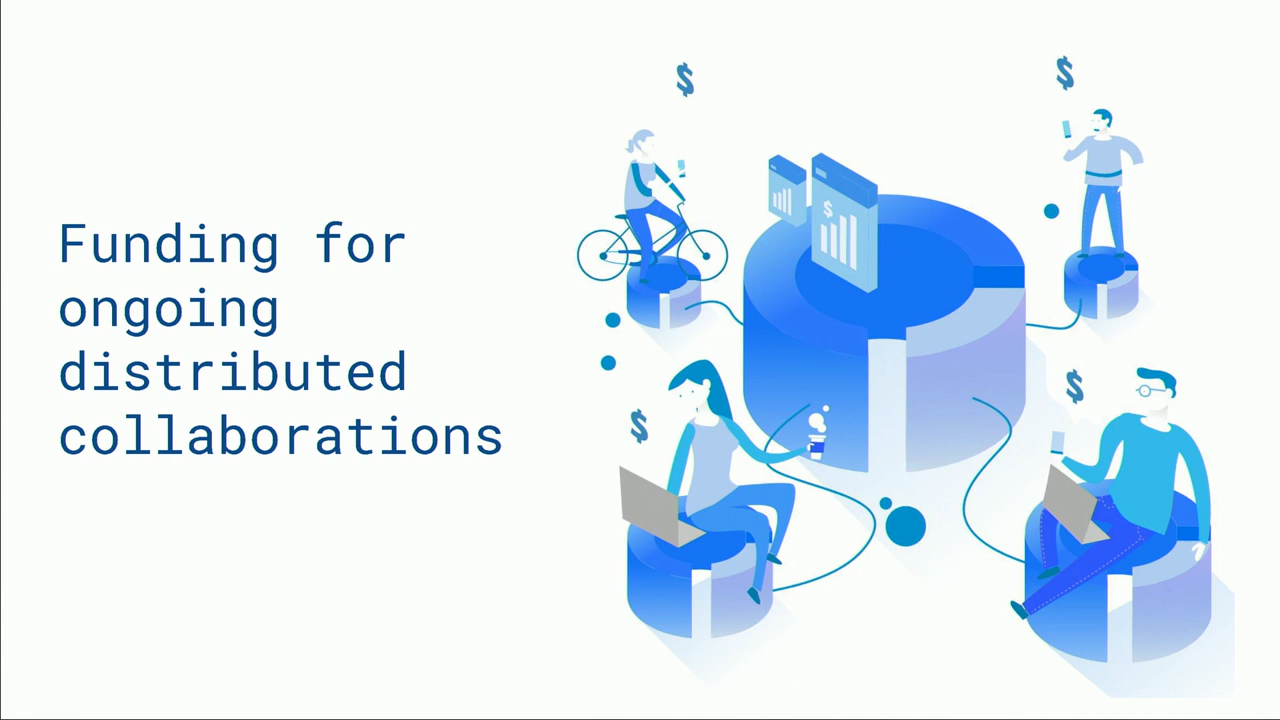 Funding for
ongoing
distributed
collaborations
$
$
$
$
$